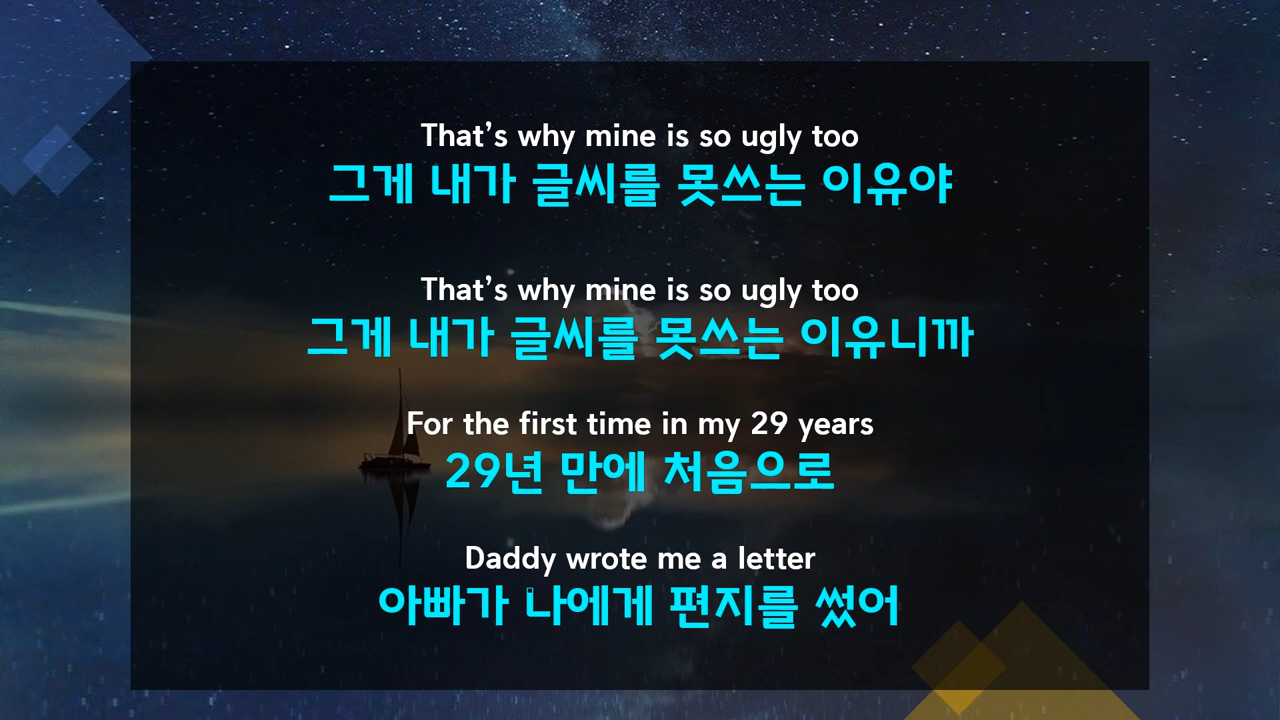 That’s why mine is so ugly too
그게 내가 글씨를 못쓰는 이유야
That’s why mine is so ugly too
그게 내가 글씨를 못쓰는 이유니까
For the first time in my 29 years
29년 만에 처음으로
Daddy wrote me a letter
아빠가 나에게 편지를 썼어